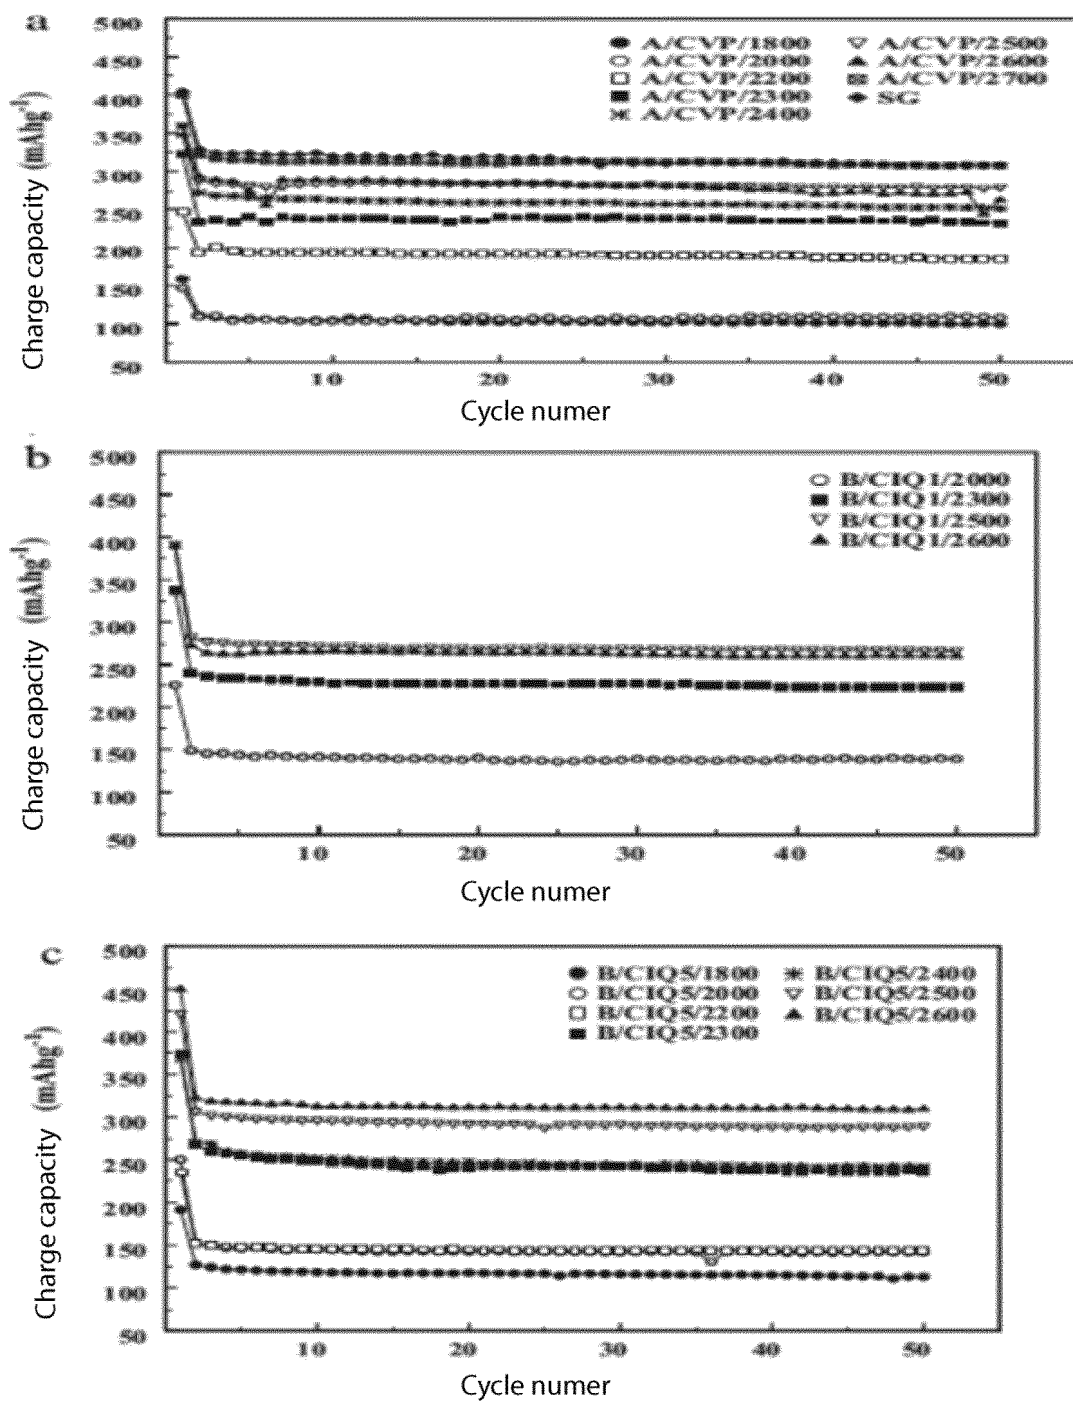 a
500
450
400
350
300
250
200
150
100
50
Charge capacity (mAhg⁻¹)
A/CVP/1800
A/CVP/2000
A/CVP/2200
A/CVP/2300
A/CVP/2400
A/CVP/2500
A/CVP/2600
A/CVP/2700
SG
10 20 30 40 50
Cycle numer
b
500
450
400
350
300
250
200
150
100
50
Charge capacity (mAhg⁻¹)
B/CIQ1/2000
B/CIQ1/2300
B/CIQ1/2500
B/CIQ1/2600
10 20 30 40 50
Cycle numer
c
500
450
400
350
300
250
200
150
100
50
Charge capacity (mAhg⁻¹)
B/CIQ5/1800
B/CIQ5/2000
B/CIQ5/2200
B/CIQ5/2300
B/CIQ5/2400
B/CIQ5/2500
B/CIQ5/2600
10 20 30 40 50
Cycle numer